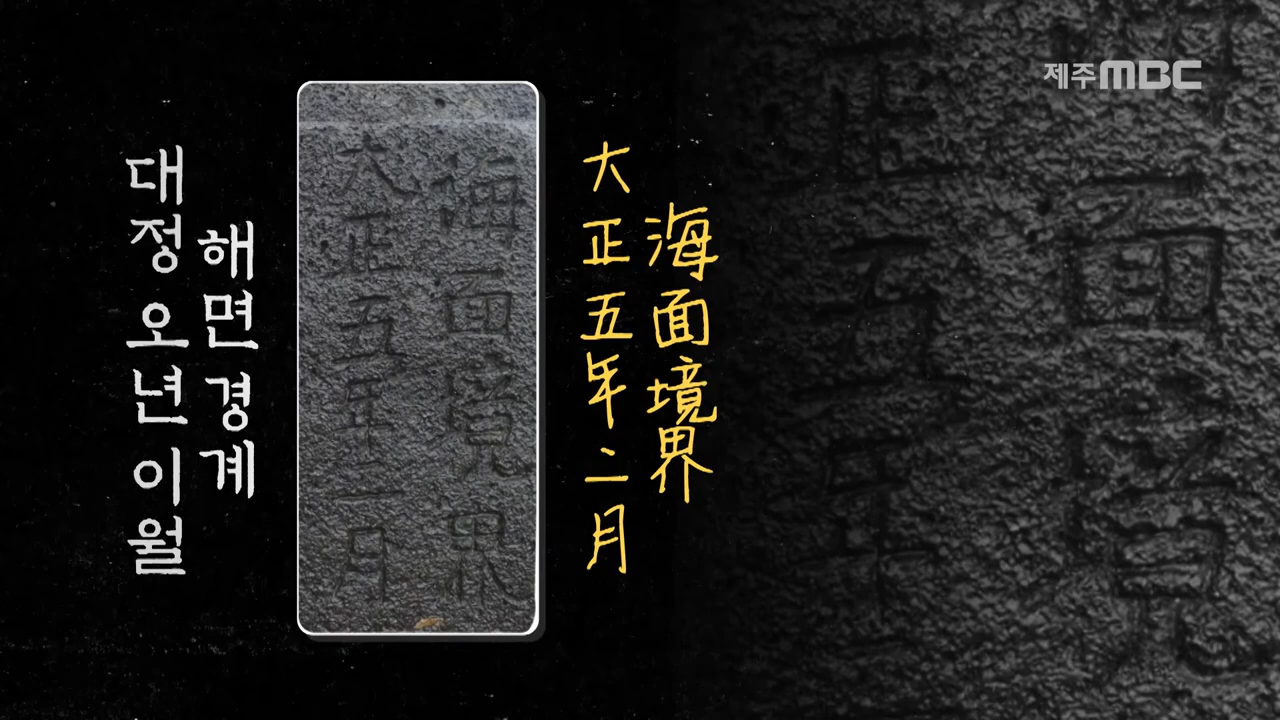 제주MBC
해면 경계
대정 오년 이월
海面境界
大正五年二月
海面境界
大正五年二月